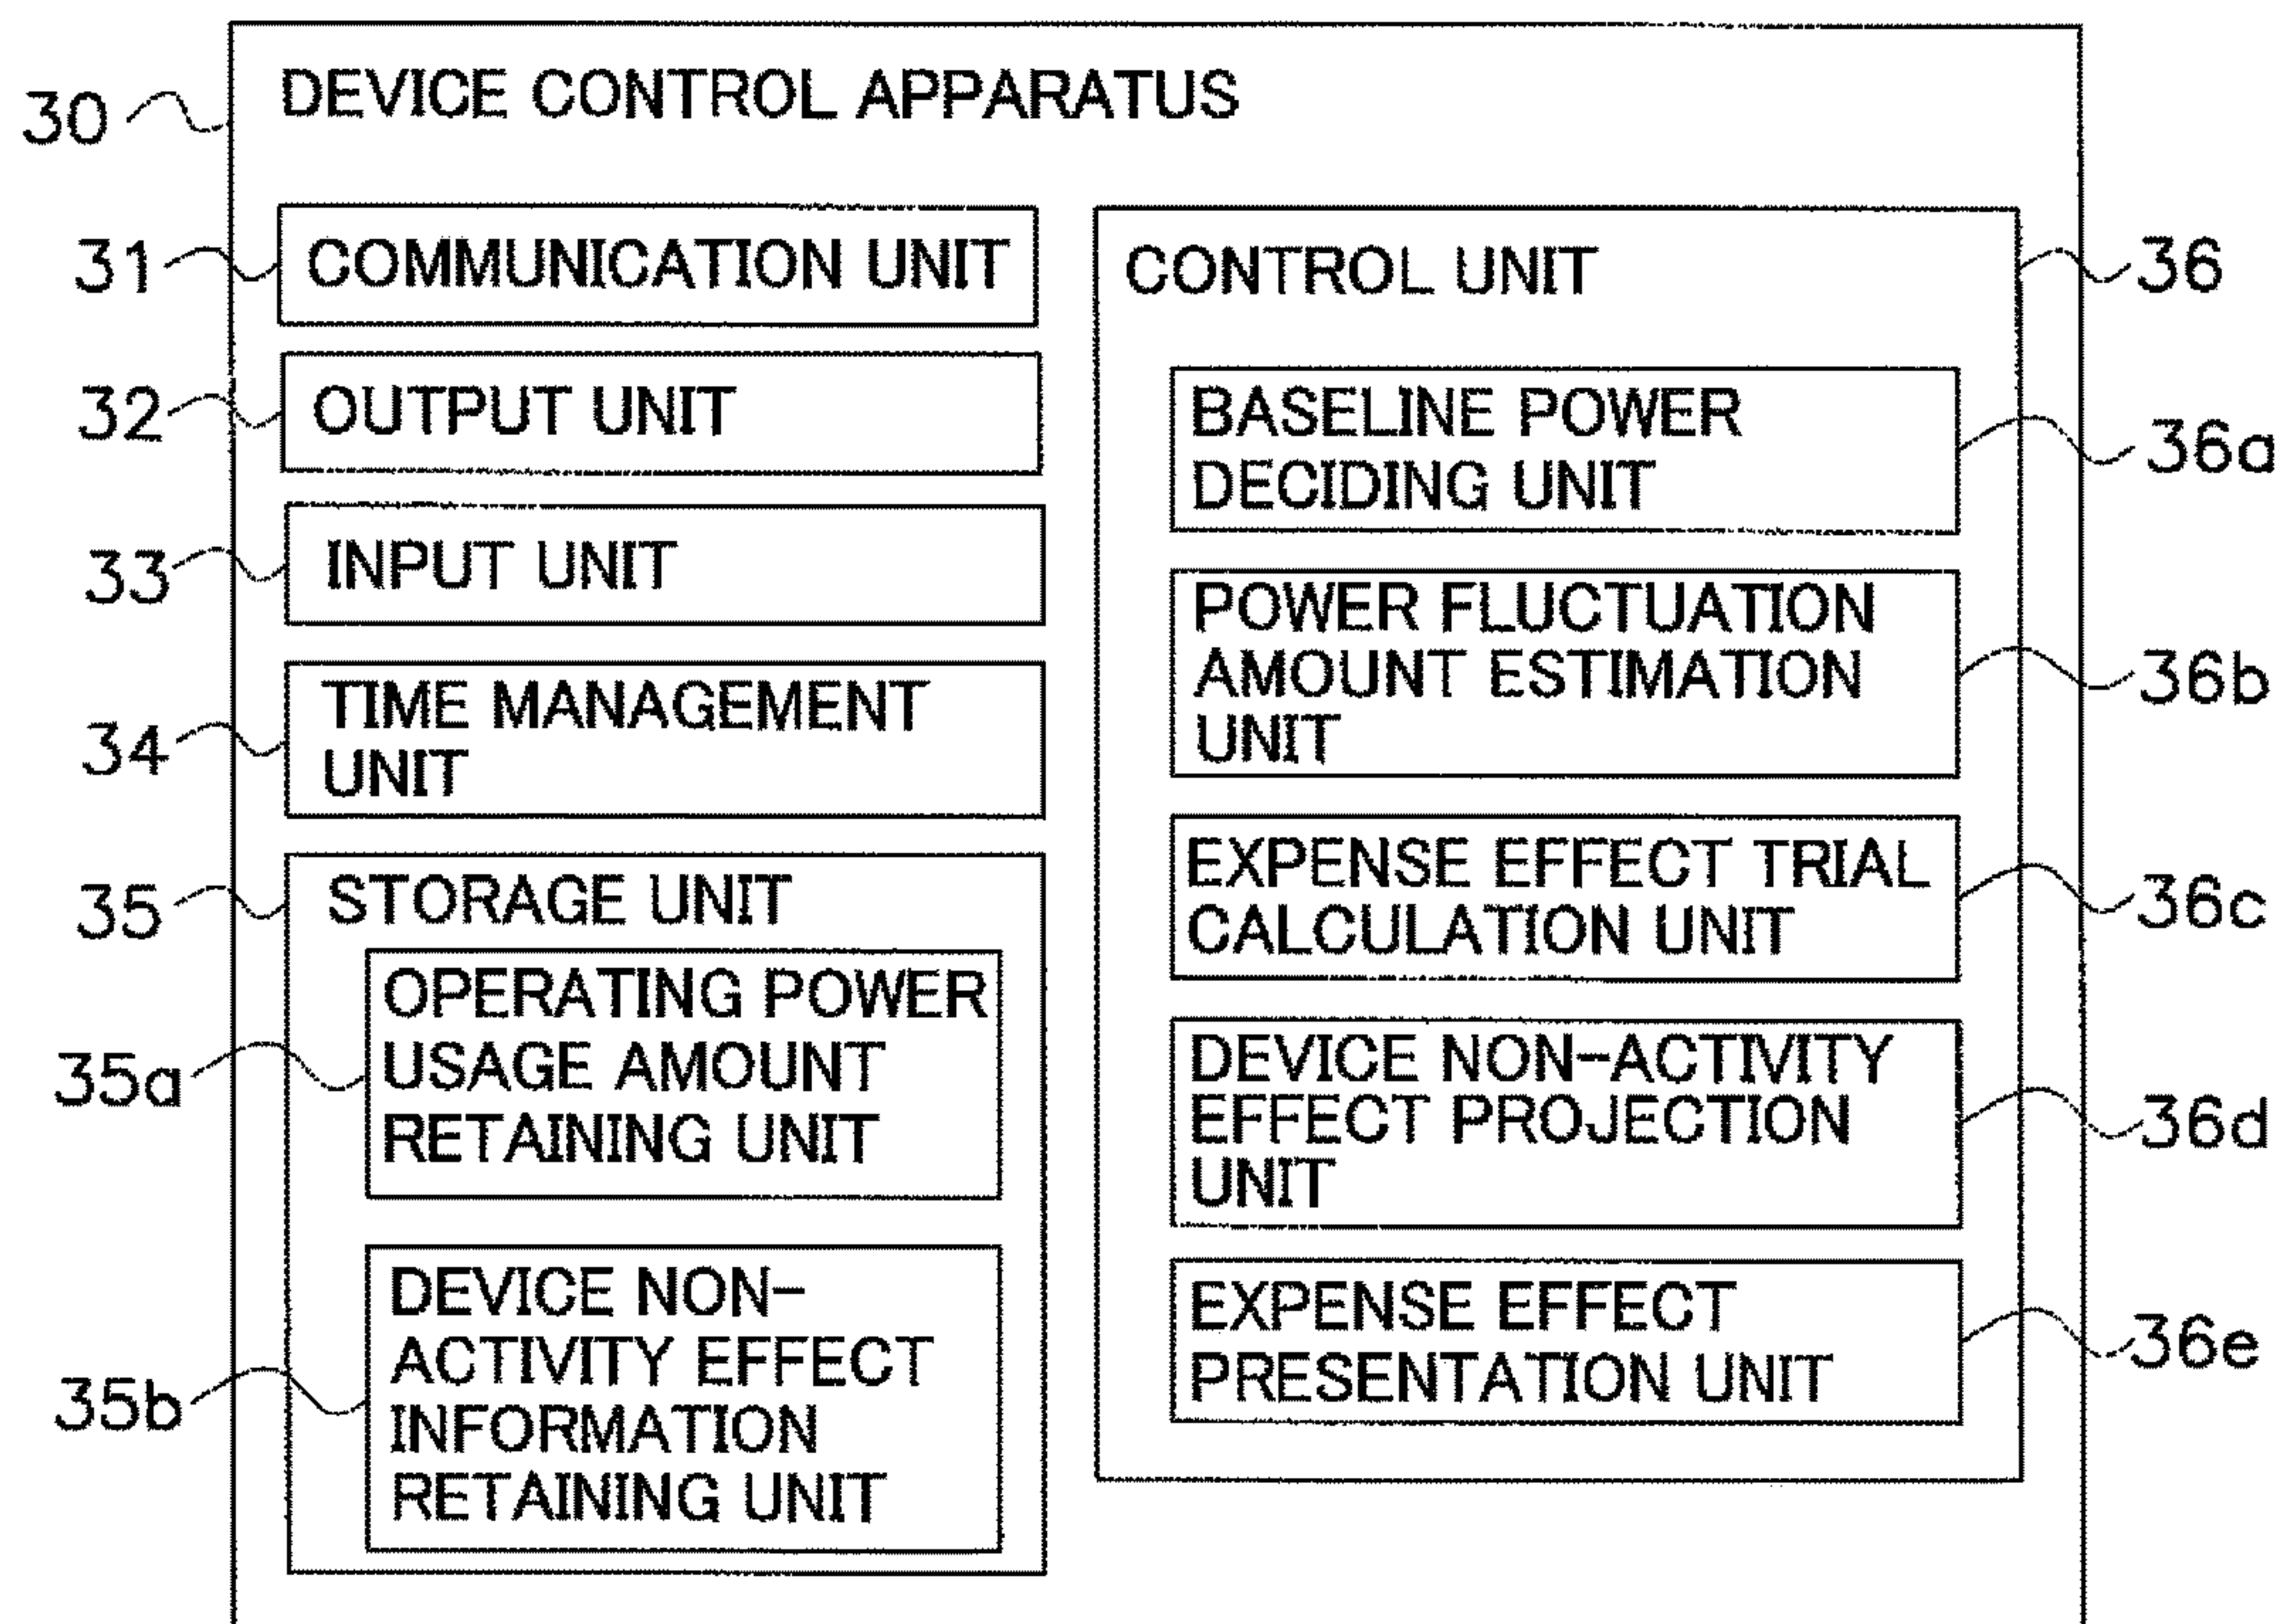 30
DEVICE CONTROL APPARATUS
31
COMMUNICATION UNIT
32
OUTPUT UNIT
33
INPUT UNIT
34
TIME MANAGEMENT
UNIT
35
STORAGE UNIT
35a
OPERATING POWER
USAGE AMOUNT
RETAINING UNIT
35b
DEVICE NON-
ACTIVITY EFFECT
INFORMATION
RETAINING UNIT
CONTROL UNIT
36
BASELINE POWER
DECIDING UNIT
36a
POWER FLUCTUATION
AMOUNT ESTIMATION
UNIT
36b
EXPENSE EFFECT TRIAL
CALCULATION UNIT
36c
DEVICE NON-ACTIVITY
EFFECT PROJECTION
UNIT
36d
EXPENSE EFFECT
PRESENTATION UNIT
36e